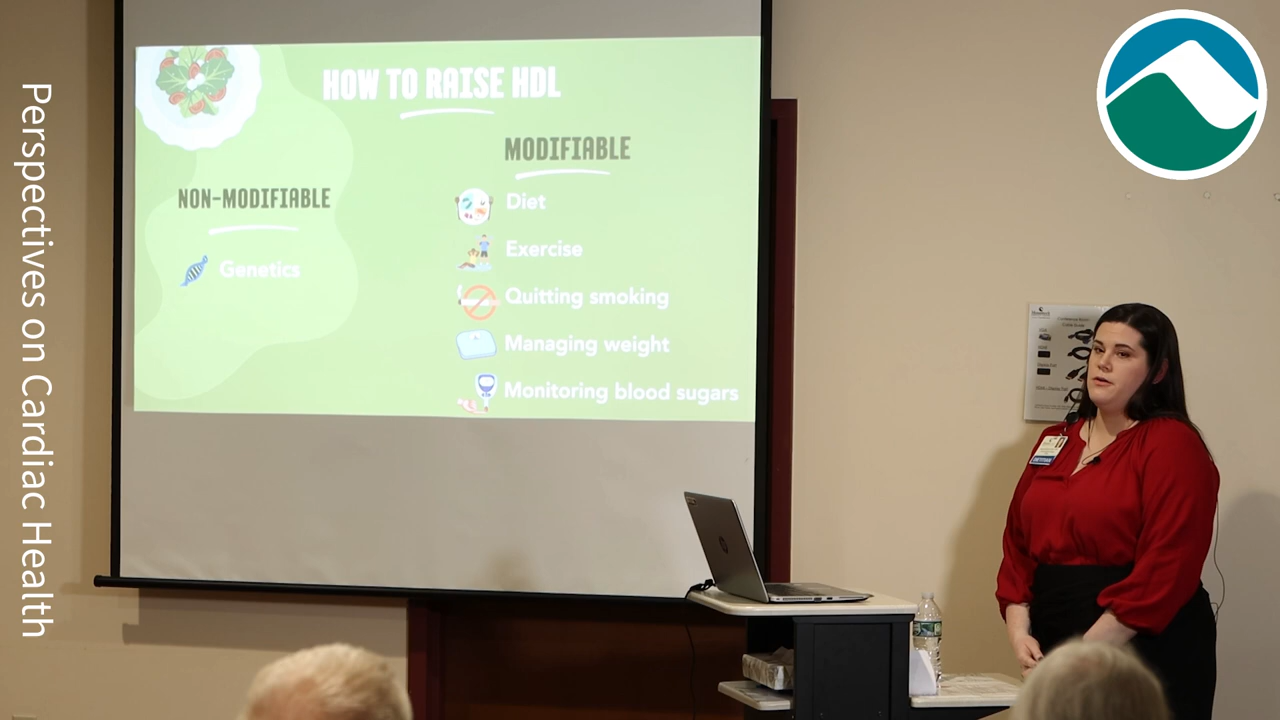 Perspectives on Cardiac Health
HOW TO RAISE HDL
NON-MODIFIABLE
Genetics
MODIFIABLE
Diet
Exercise
Quitting smoking
Managing weight
Monitoring blood sugars